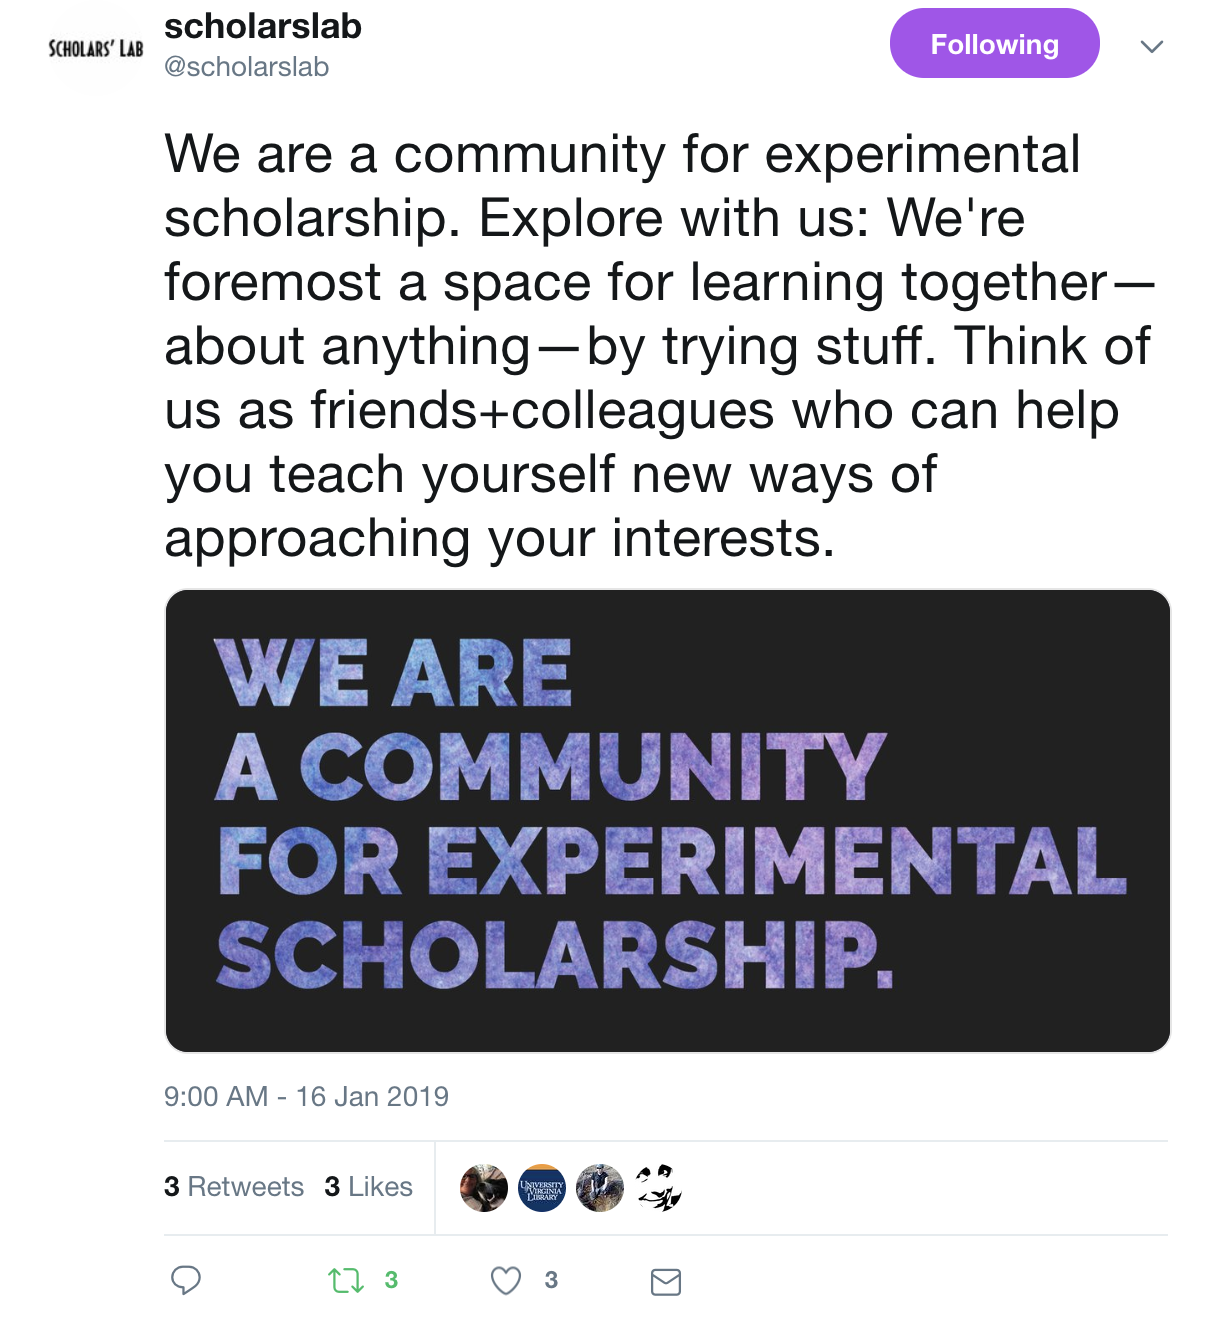 SCHOLARS' LAB
scholarslab
@scholarslab
Following
We are a community for experimental
scholarship. Explore with us: We're
foremost a space for learning together—
about anything—by trying stuff. Think of
us as friends+colleagues who can help
you teach yourself new ways of
approaching your interests.
WE ARE
A COMMUNITY
FOR EXPERIMENTAL
SCHOLARSHIP.
9:00 AM - 16 Jan 2019
3 Retweets 3 Likes
UNIVERSITY
of VIRGINIA
LIBRARY
3 3